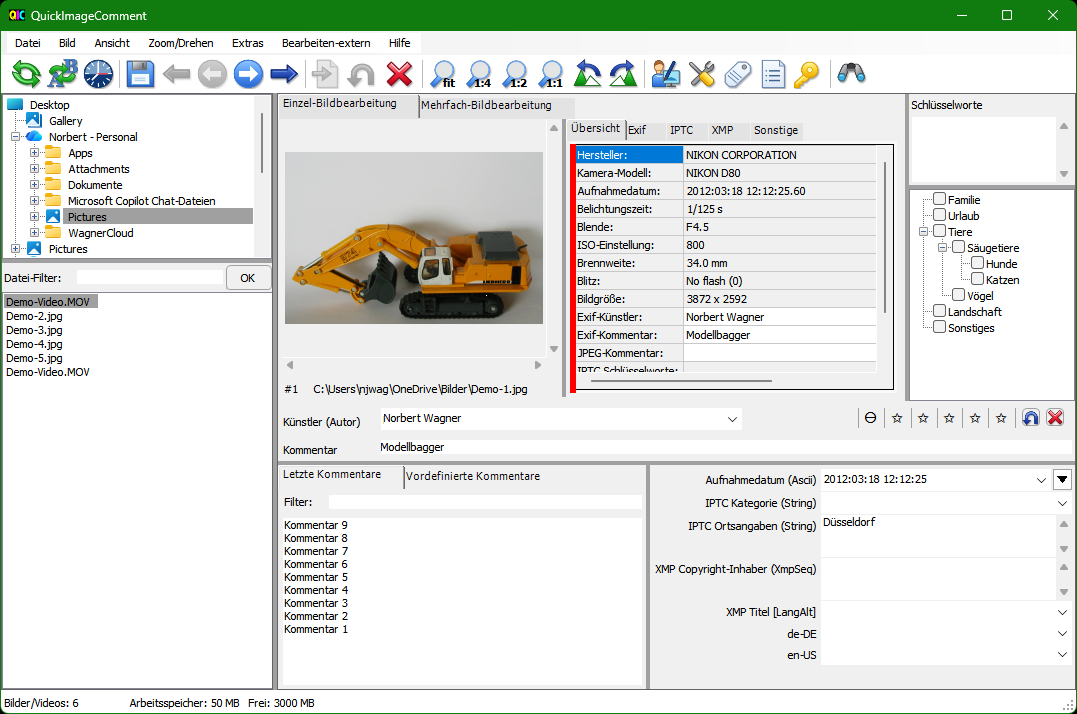 QuickImageComment
Datei Bild Ansicht Zoom/Drehen Extras Bearbeiten-extern Hilfe
fit 1:4 1:2 1:1
Desktop
Gallery
Norbert - Personal
Apps
Attachments
Dokumente
Microsoft Copilot Chat-Dateien
Pictures
WagnerCloud
Pictures
Datei-Filter: OK
Demo-Video.MOV
Demo-2.jpg
Demo-3.jpg
Demo-4.jpg
Demo-5.jpg
Demo-Video.MOV
Einzel-Bildbearbeitung Mehrfach-Bildbearbeitung
#1 C:\Users\njwag\OneDrive\Bilder\Demo-1.jpg
Übersicht Exif IPTC XMP Sonstige
Hersteller: NIKON CORPORATION
Kamera-Modell: NIKON D80
Aufnahmedatum: 2012:03:18 12:12:25.60
Belichtungszeit: 1/125 s
Blende: F4.5
ISO-Einstellung: 800
Brennweite: 34.0 mm
Blitz: No flash (0)
Bildgröße: 3872 x 2592
Exif-Künstler: Norbert Wagner
Exif-Kommentar: Modellbagger
JPEG-Kommentar:
IPTC Schlüsselworte:
Schlüsselworte
Familie
Urlaub
Tiere
Säugetiere
Hunde
Katzen
Vögel
Landschaft
Sonstiges
Künstler (Autor) Norbert Wagner
Kommentar Modellbagger
Letzte Kommentare Vordefinierte Kommentare
Filter:
Kommentar 9
Kommentar 8
Kommentar 7
Kommentar 6
Kommentar 5
Kommentar 4
Kommentar 3
Kommentar 2
Kommentar 1
Aufnahmedatum (Ascii) 2012:03:18 12:12:25
IPTC Kategorie (String)
IPTC Ortsangaben (String) Düsseldorf
XMP Copyright-Inhaber (XmpSeq)
XMP Titel [LangAlt]
de-DE
en-US
Bilder/Videos: 6 Arbeitsspeicher: 50 MB Frei: 3000 MB